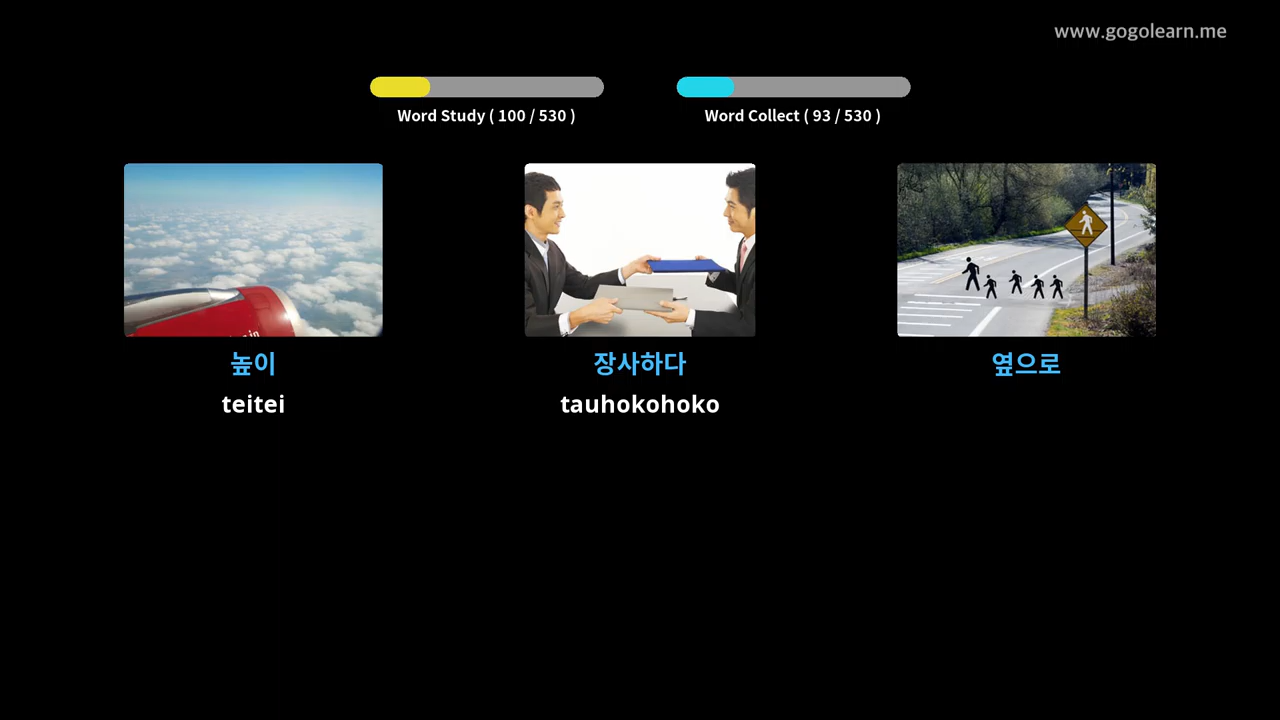 www.gogolearn.me
Word Study ( 100 / 530 )
Word Collect ( 93 / 530 )
높이
장사하다
옆으로
teitei
tauhokohoko